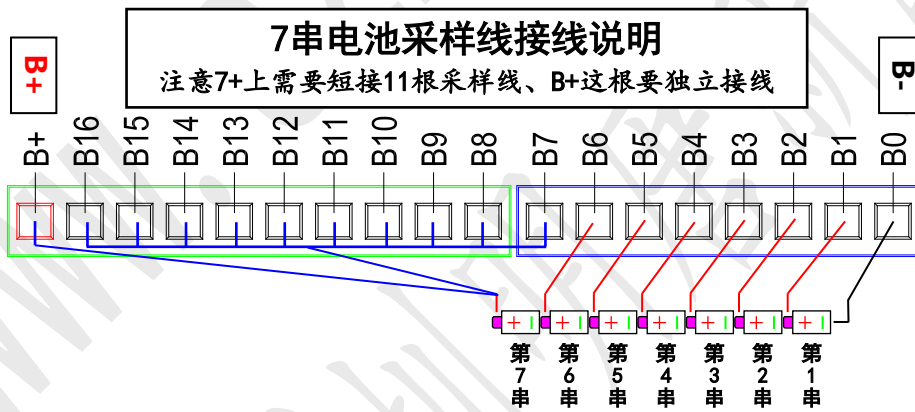 7串电池采样线接线说明
注意7+上需要短接11根采样线、B+这根要独立接线
B+
B-
B+ B16 B15 B14 B13 B12 B11 B10 B9 B8 B7 B6 B5 B4 B3 B2 B1 B0
+ - + - + - + - + - + - + -
第7串 第6串 第5串 第4串 第3串 第2串 第1串